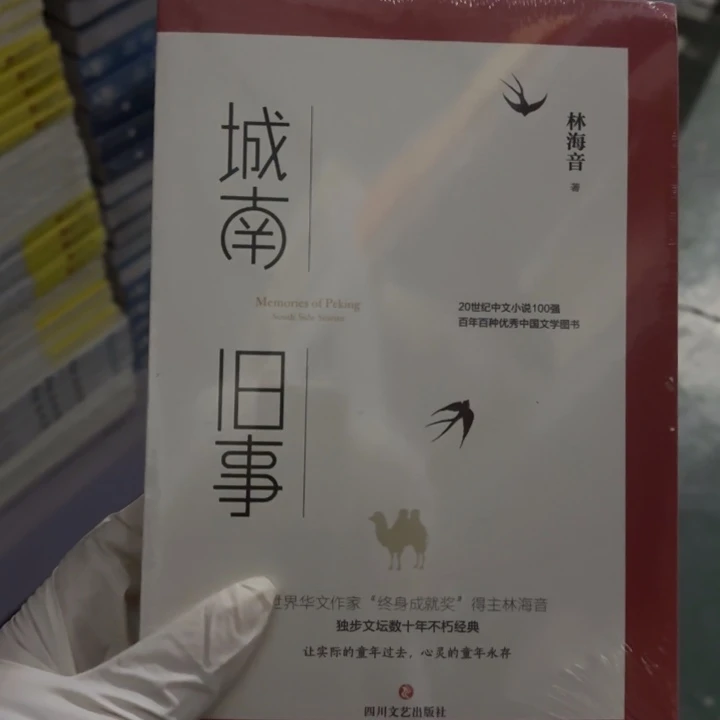 城南旧事
林海音 著
Memories of Peking
South Side Stories
20世纪中文小说100强
百年百种优秀中国文学图书
世界华文作家“终身成就奖”得主林海音
独步文坛数十年不朽经典
让实际的童年过去，心灵的童年永存
四川文艺出版社